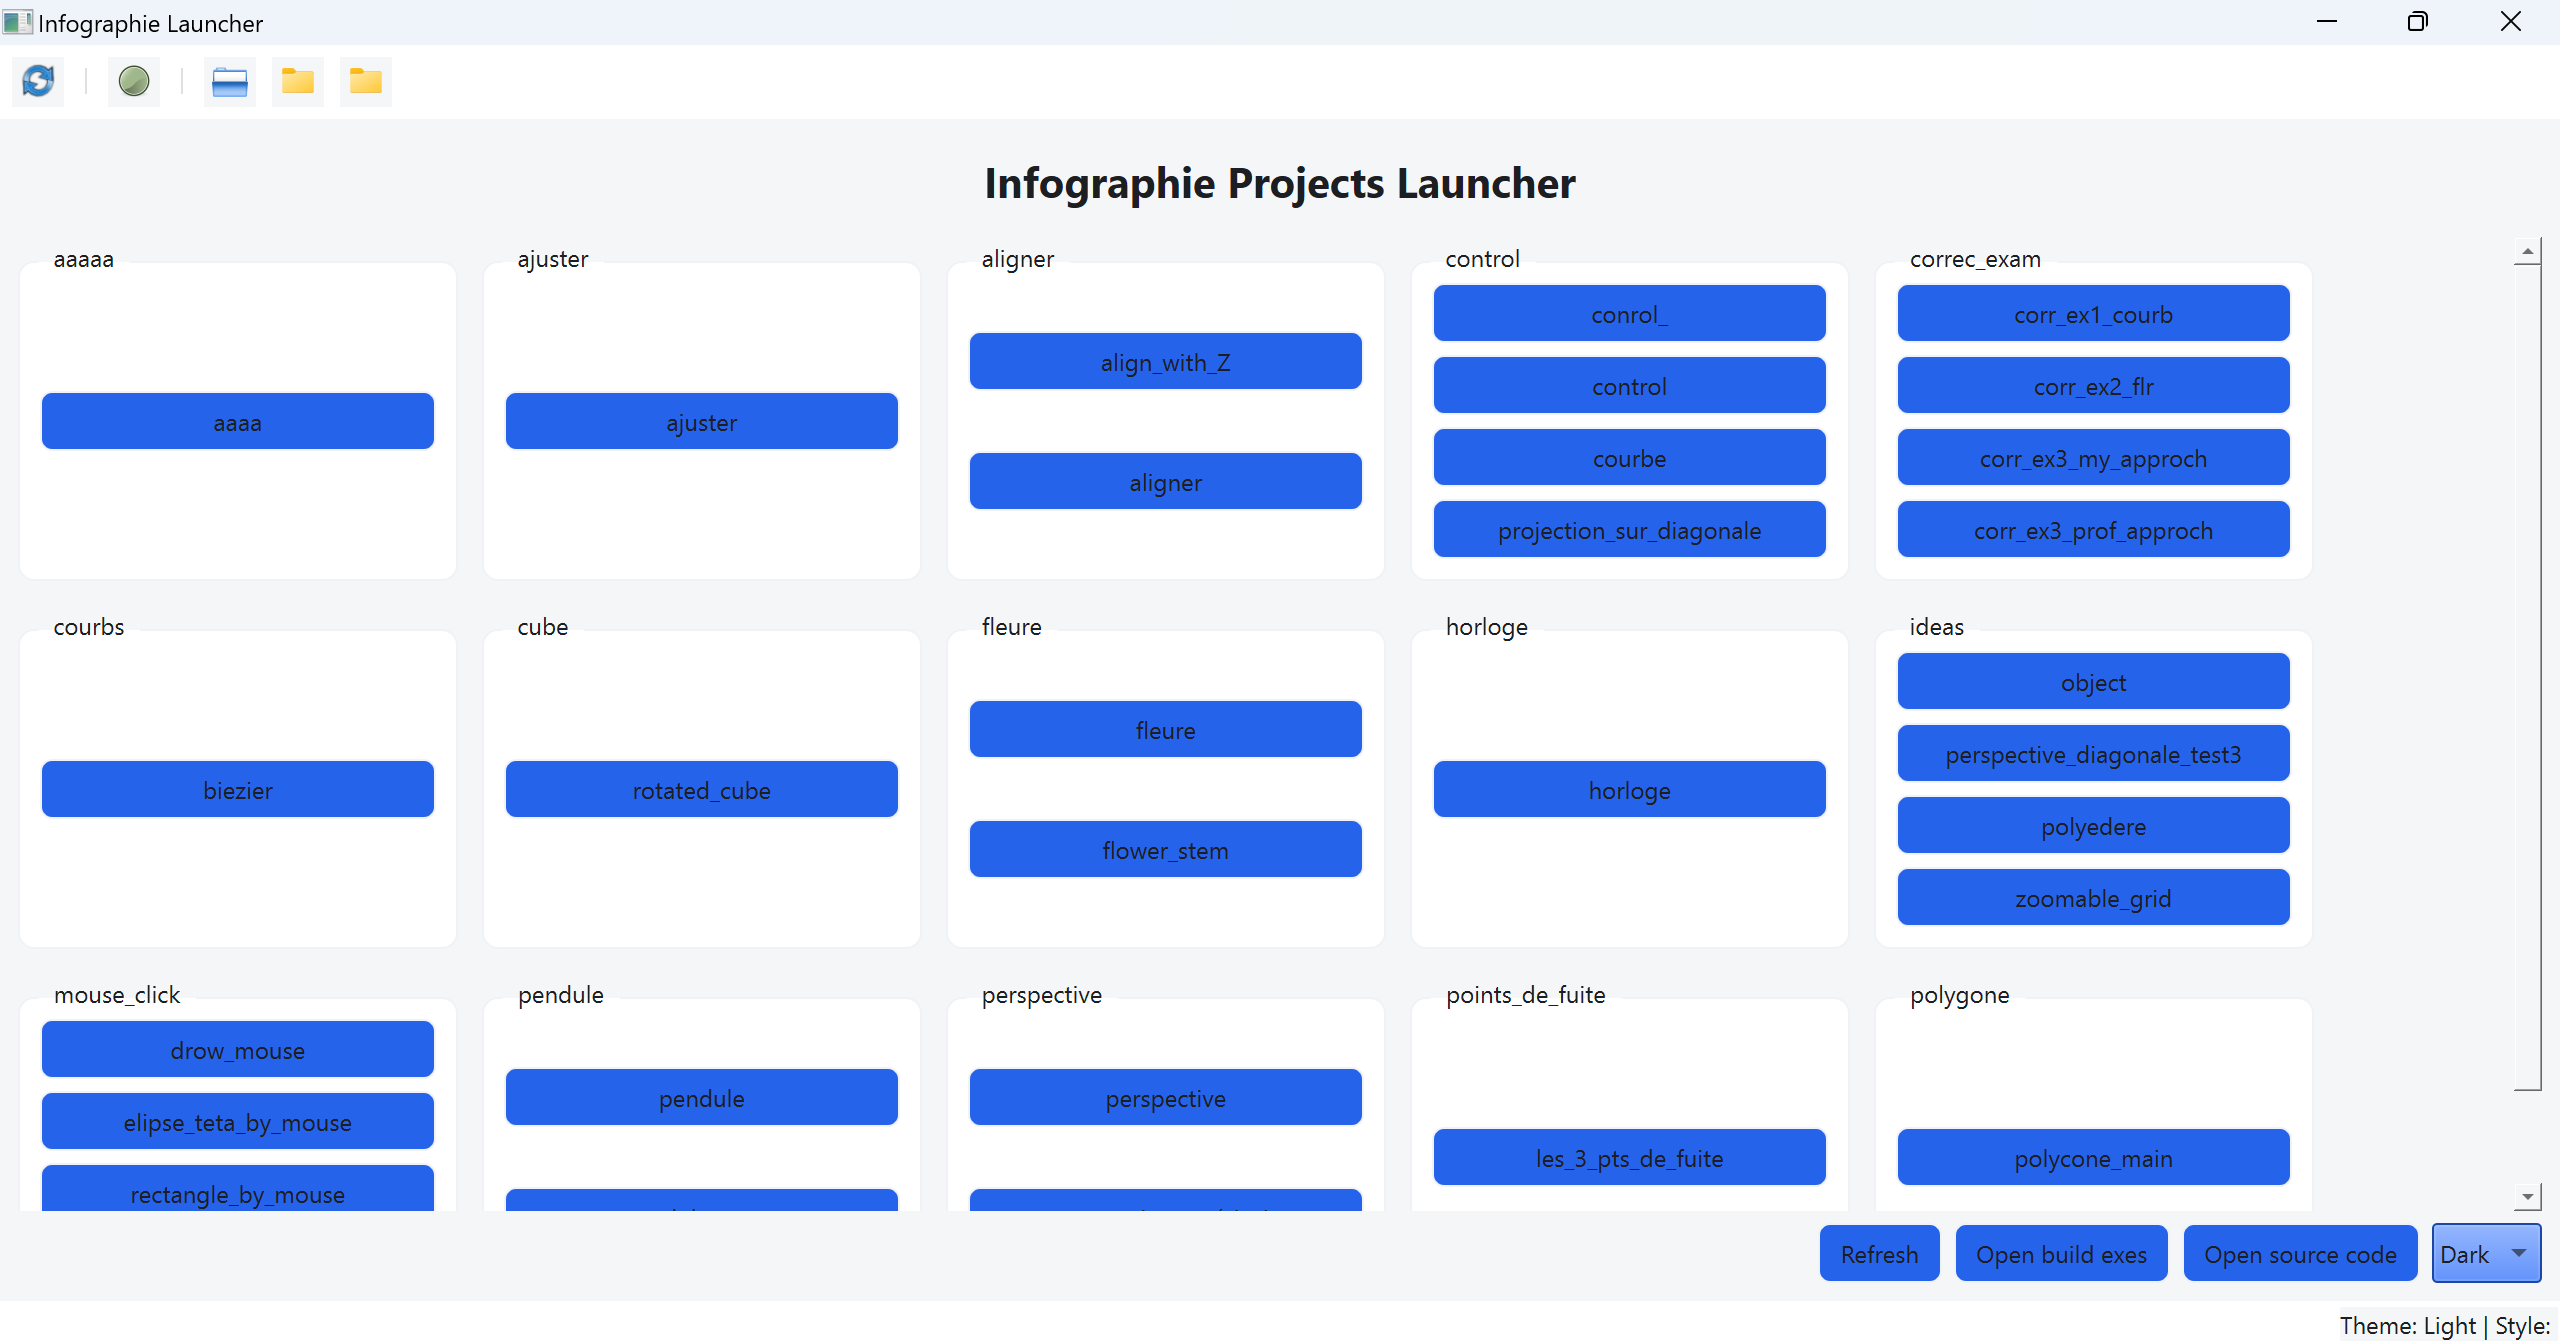 Infographie Launcher
Infographie Projects Launcher
aaaaa
aaaa
ajuster
ajuster
aligner
align_with_Z
aligner
control
conrol_
control
courbe
projection_sur_diagonale
correc_exam
corr_ex1_courb
corr_ex2_flr
corr_ex3_my_approch
corr_ex3_prof_approch
courbs
biezier
cube
rotated_cube
fleure
fleure
flower_stem
horloge
horloge
ideas
object
perspective_diagonale_test3
polyedere
zoomable_grid
mouse_click
drow_mouse
elipse_teta_by_mouse
rectangle_by_mouse
pendule
pendule
perspective
perspective
points_de_fuite
les_3_pts_de_fuite
polygone
polycone_main
Refresh
Open build exes
Open source code
Dark
Theme: Light | Style: